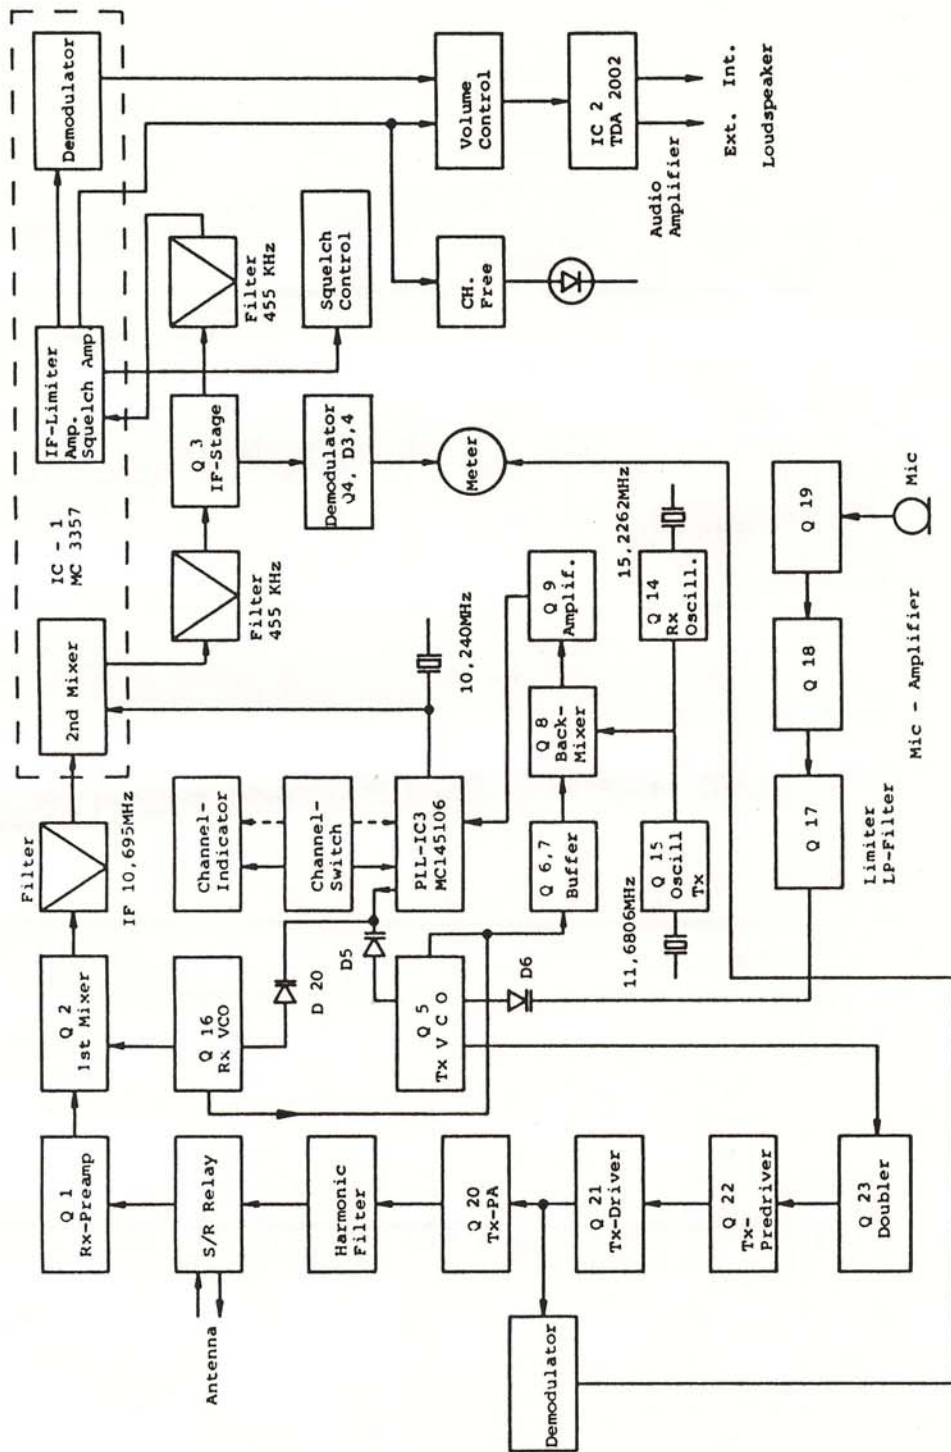 Antenna
S/R Relay
Q 1
Rx-Preamp
Q 2
1st Mixer
Filter
IF 10,695MHz
2nd Mixer
IC - 1
MC 3357
IF-Limiter
Amp.
Squelch Amp.
Demodulator
Q 16
Rx VCO
D 20
Channel-
Indicator
Channel-
Switch
PLL-IC3
MC145106
10,240MHz
Filter
455 KHz
Q 3
IF-Stage
Filter
455 KHz
Squelch
Control
Demodulator
Q4, D3,4
Meter
CH.
Free
Volume
Control
IC 2
TDA 2002
Audio
Amplifier
Ext. Int.
Loudspeaker
Harmonic
Filter
Q 20
Tx-PA
Q 21
Tx-Driver
Q 22
Tx-
Predriver
Q 23
Doubler
Demodulator
Q 5
Tx V C O
D5
D6
Q 6,7
Buffer
Q 8
Back-
Mixer
Q 9
Amplif.
11,6806MHz
Q 15
Oscill
Tx
Q 14
Rx
Oscill.
15,2262MHz
Q 17
Limiter
LP-Filter
Q 18
Q 19
Mic
Mic - Amplifier